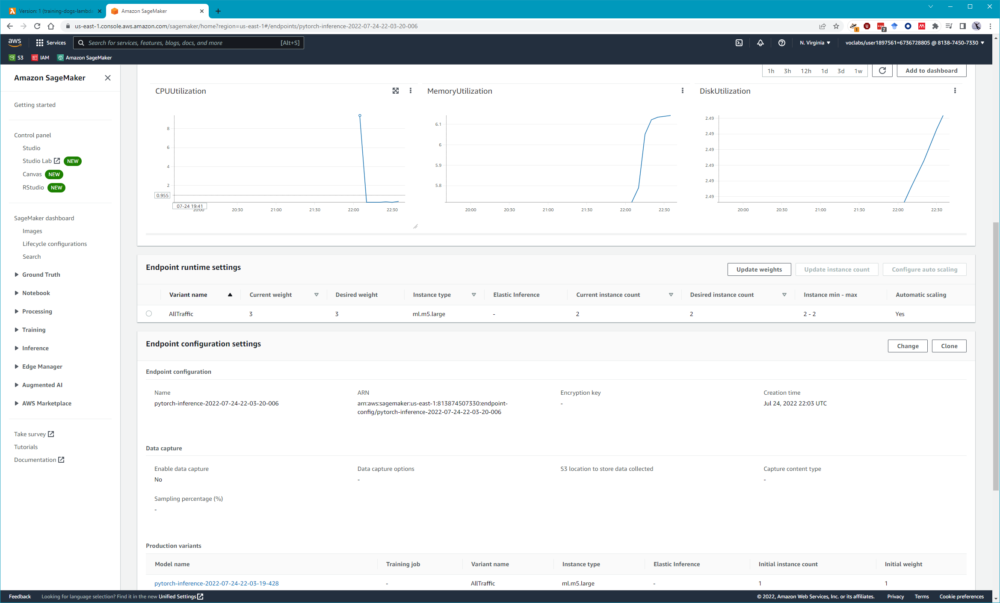 Version: 1 (training-dogs-lambda
Amazon SageMaker
us-east-1.console.aws.amazon.com/sagemaker/home?region=us-east-1#/endpoints/pytorch-inference-2022-07-24-22-03-20-006
1
7
aws
Services
Search for services, features, blogs, docs, and more
[Alt+S]
N. Virginia
voclabs/user1897561=6736728805 @ 8138-7450-7330
S3
IAM
Amazon SageMaker
Amazon SageMaker
Getting started
Control panel
Studio
Studio Lab NEW
Canvas NEW
RStudio NEW
SageMaker dashboard
Images
Lifecycle configurations
Search
Ground Truth
Notebook
Processing
Training
Inference
Edge Manager
Augmented AI
AWS Marketplace
Take survey
Tutorials
Documentation
1h 3h 12h 1d 3d 1w
Add to dashboard
CPUUtilization
8
6
4
2
0.955
07-24 19:41
20:00 20:30 21:00 21:30 22:00 22:30
MemoryUtilization
6.1
6
5.9
5.8
20:00 20:30 21:00 21:30 22:00 22:30
DiskUtilization
2.49
2.49
2.49
2.49
2.49
2.49
20:00 20:30 21:00 21:30 22:00 22:30
Endpoint runtime settings
Update weights
Update instance count
Configure auto scaling
Variant name Current weight Desired weight Instance type Elastic Inference Current instance count Desired instance count Instance min - max Automatic scaling
AllTraffic 3 3 ml.m5.large - 2 2 2 - 2 Yes
Endpoint configuration settings
Change
Clone
Endpoint configuration
Name
pytorch-inference-2022-07-24-22-03-20-006
ARN
arn:aws:sagemaker:us-east-1:813874507330:endpoint-
config/pytorch-inference-2022-07-24-22-03-20-006
Encryption key
-
Creation time
Jul 24, 2022 22:03 UTC
Data capture
Enable data capture
No
Data capture options
-
S3 location to store data collected
Capture content type
-
Sampling percentage (%)
-
Production variants
Model name Training job Variant name Instance type Elastic Inference Initial instance count Initial weight
pytorch-inference-2022-07-24-22-03-19-428 - AllTraffic ml.m5.large - 1 1
Feedback
Looking for language selection? Find it in the new Unified Settings
© 2022, Amazon Web Services, Inc. or its affiliates.
Privacy
Terms
Cookie preferences